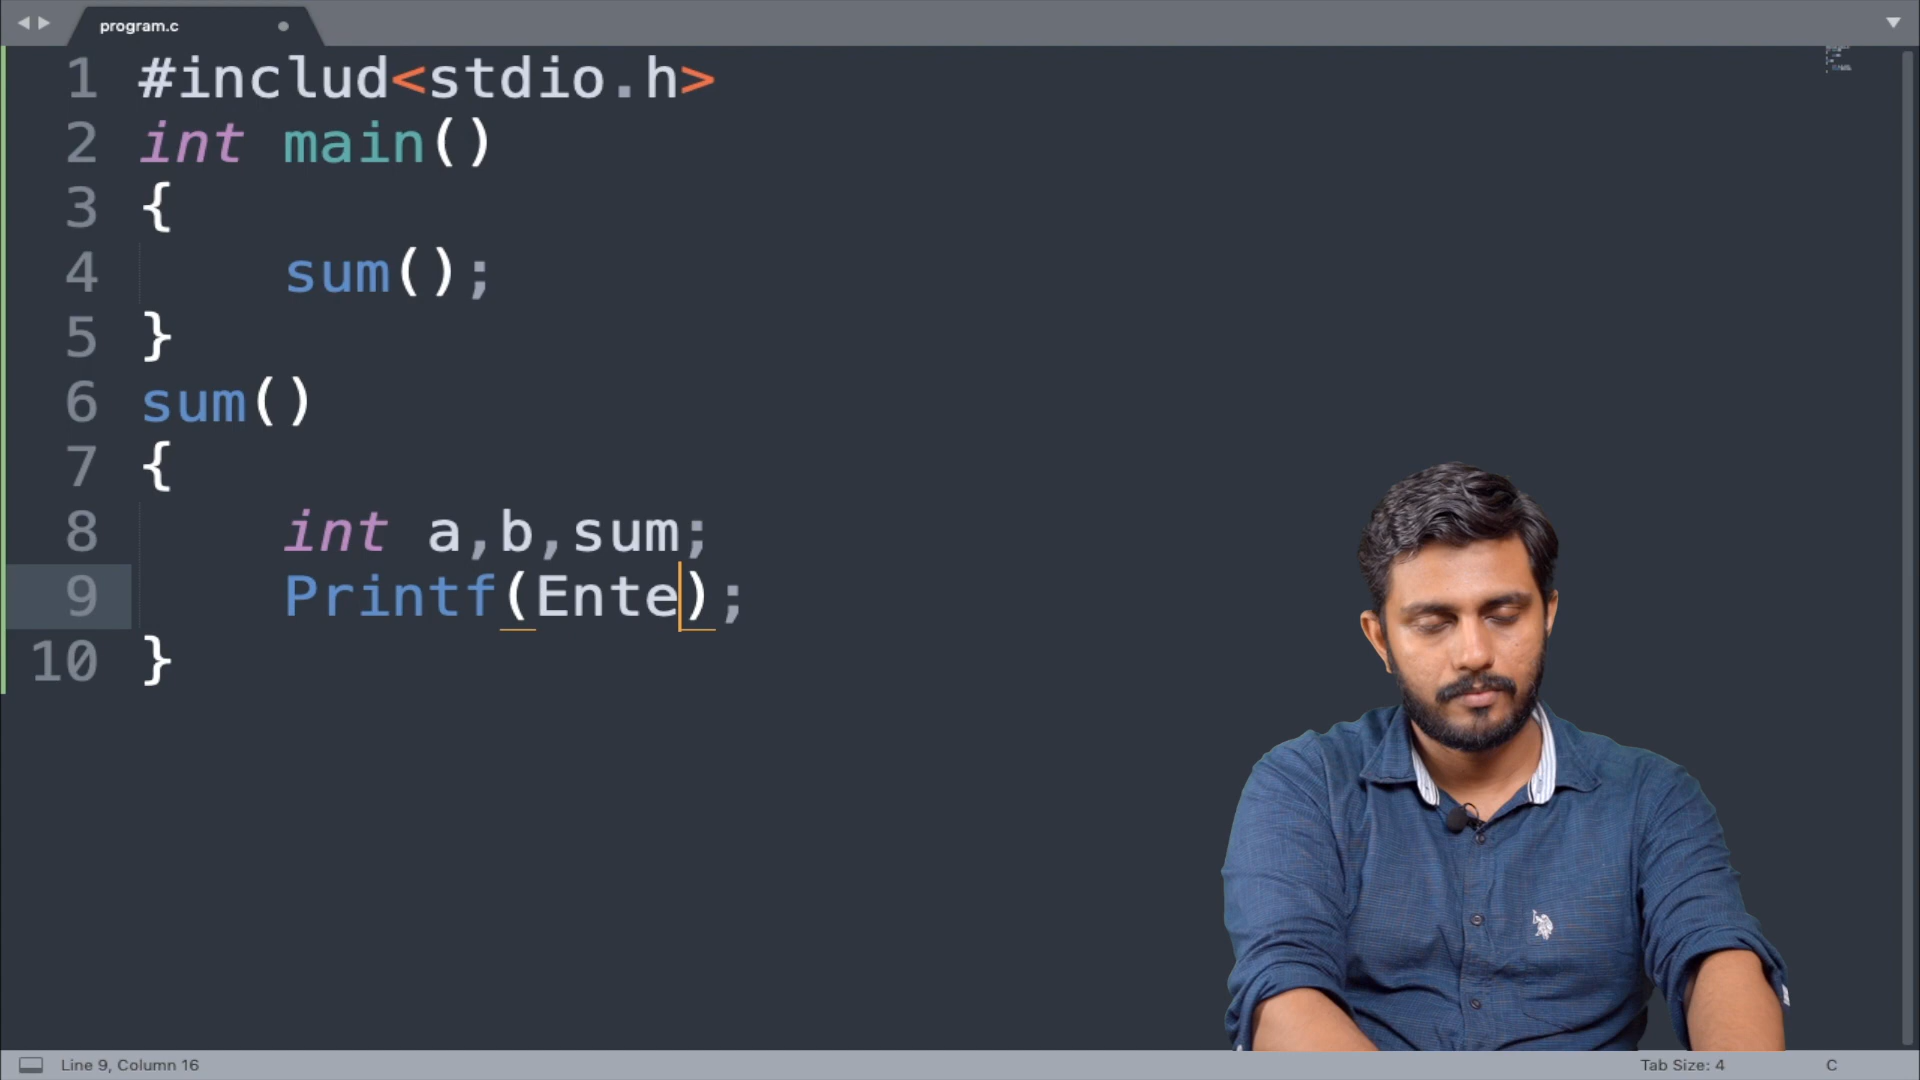 program.c
1 #includ<stdio.h>
2 int main()
3 {
4 sum();
5 }
6 sum()
7 {
8 int a,b,sum;
9 Printf(Ente);
10 }
Line 9, Column 16
Tab Size: 4
C